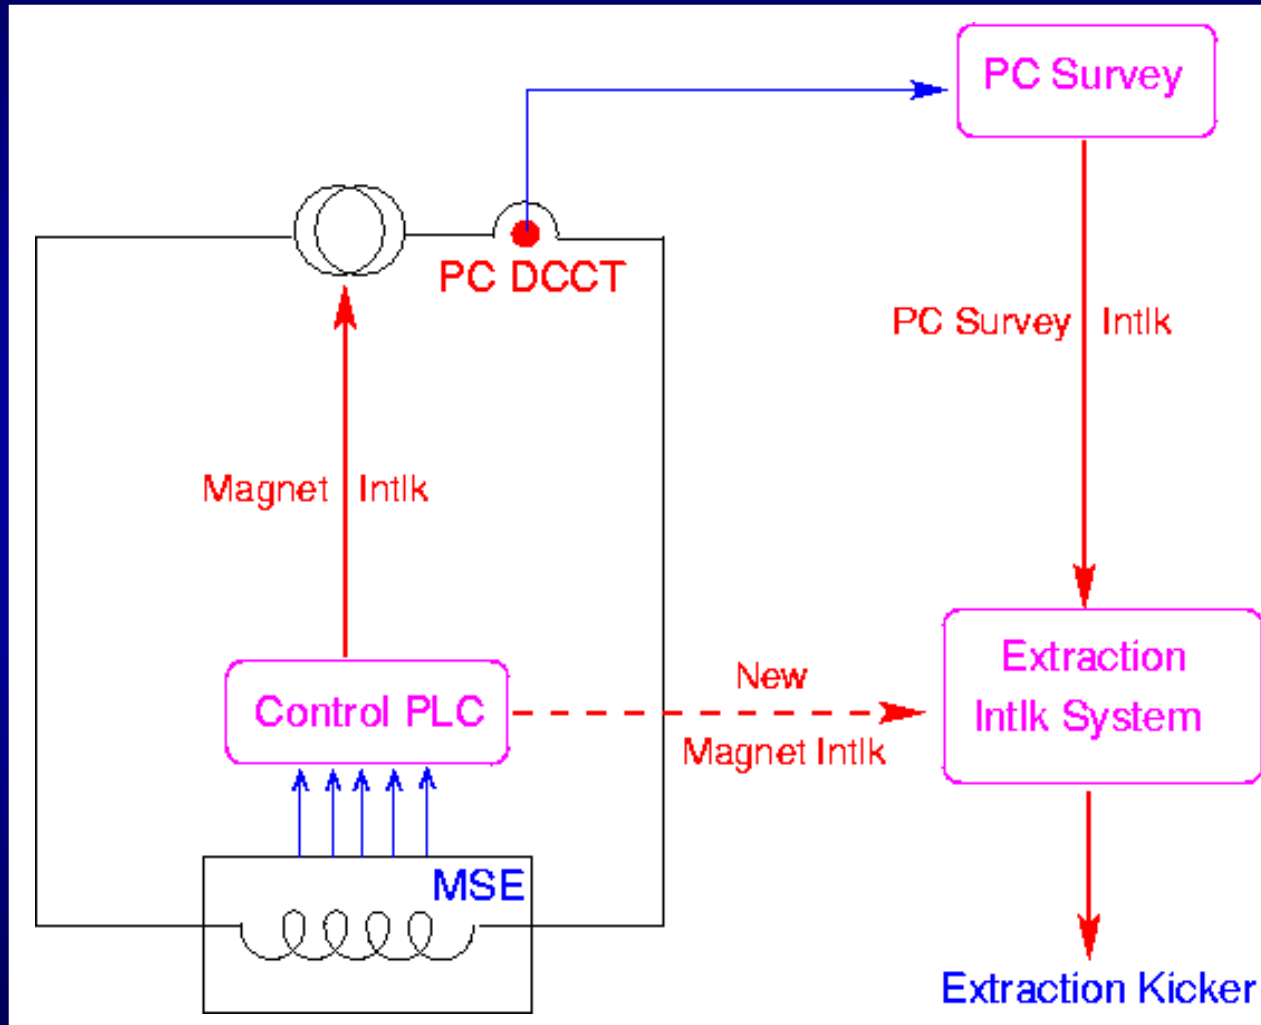 PC Survey
PC DCCT
PC Survey Intlk
Magnet Intlk
Extraction
Intlk System
Control PLC
New
Magnet Intlk
MSE
Extraction Kicker